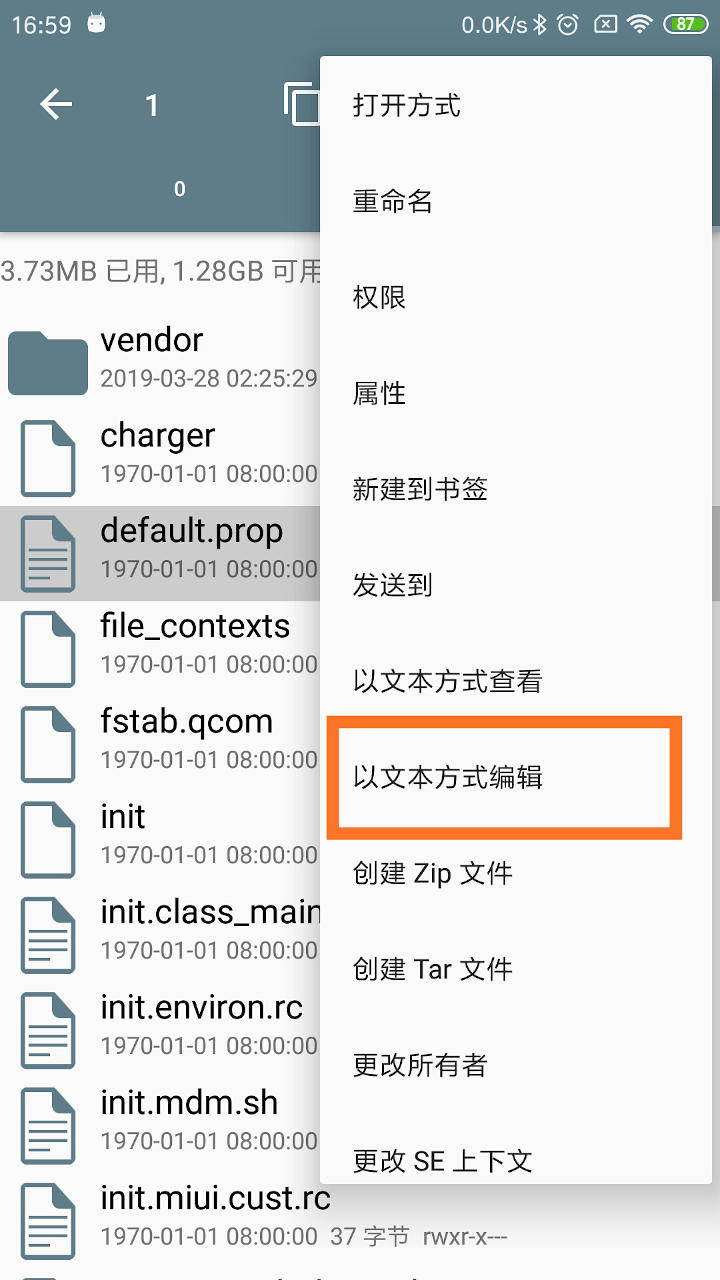 16:59
0.0K/s
87
1
0
3.73MB 已用, 1.28GB 可用
vendor
2019-03-28 02:25:29
charger
1970-01-01 08:00:00
default.prop
1970-01-01 08:00:00
file_contexts
1970-01-01 08:00:00
fstab.qcom
1970-01-01 08:00:00
init
1970-01-01 08:00:00
init.class_main
1970-01-01 08:00:00
init.environ.rc
1970-01-01 08:00:00
init.mdm.sh
1970-01-01 08:00:00
init.miui.cust.rc
1970-01-01 08:00:00 37 字节 rwxr-x---
打开方式
重命名
权限
属性
新建到书签
发送到
以文本方式查看
以文本方式编辑
创建 Zip 文件
创建 Tar 文件
更改所有者
更改 SE 上下文